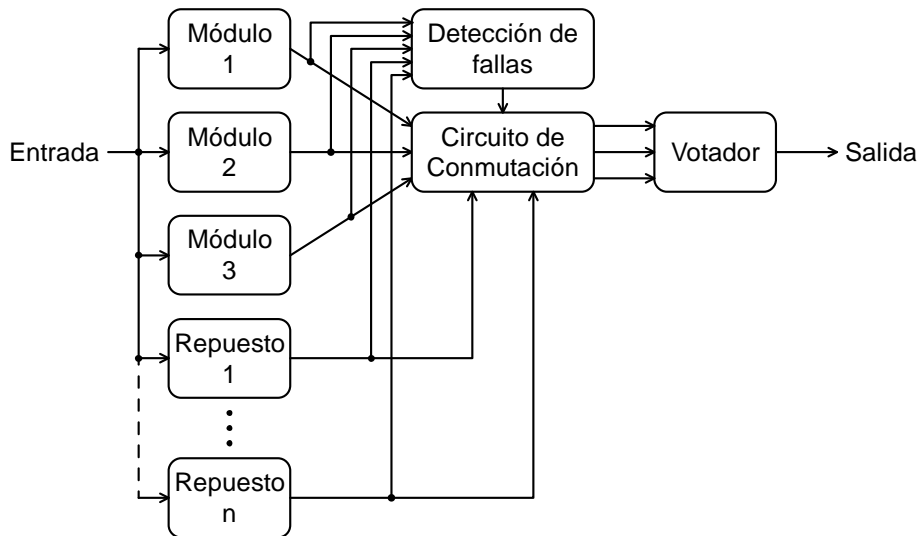 Módulo
1
Detección de
fallas
Entrada
Módulo
2
Circuito de
Conmutación
Votador
Salida
Módulo
3
Repuesto
1
Repuesto
n